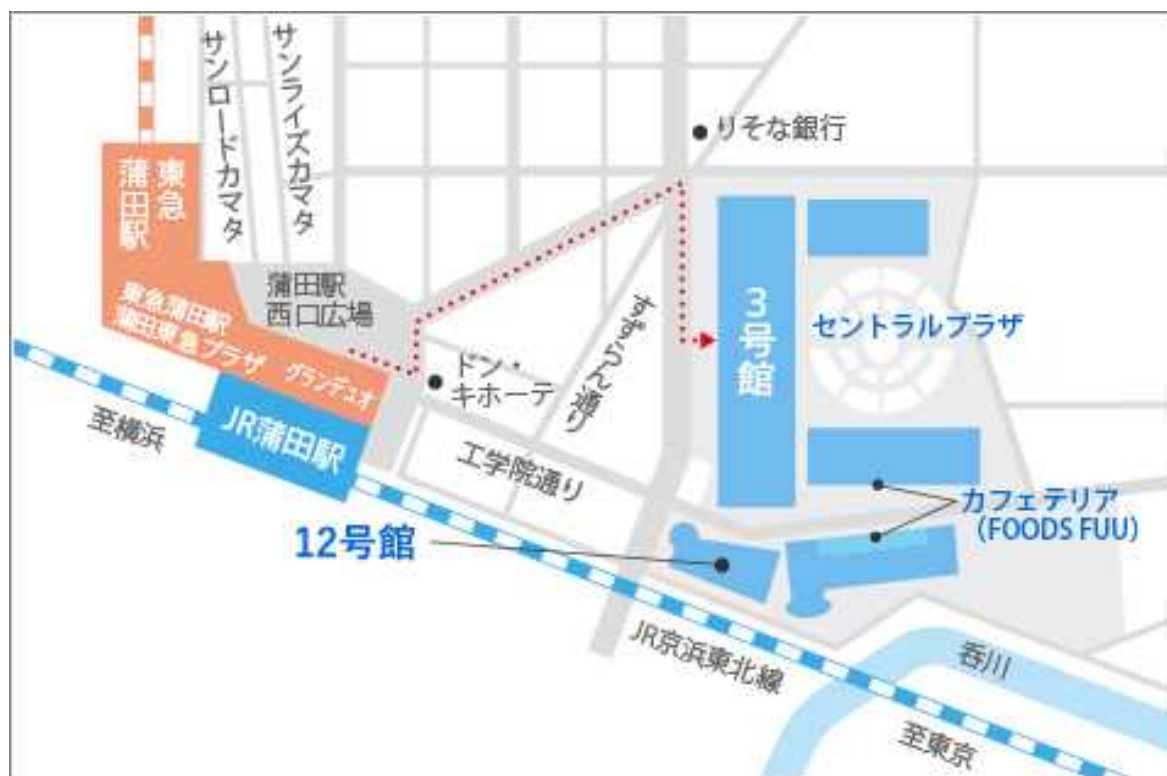 サンロードカマタ
サンライズカマタ
りそな銀行
東急
蒲田駅
蒲田駅
西口広場
東急蒲田駅
蒲田東急プラザ
グランデュオ
JR蒲田駅
至横浜
ドン・
キホーテ
すずらん通り
工学院通り
3号館
セントラルプラザ
カフェテリア
(FOODS FUU)
12号館
JR京浜東北線
呑川
至東京